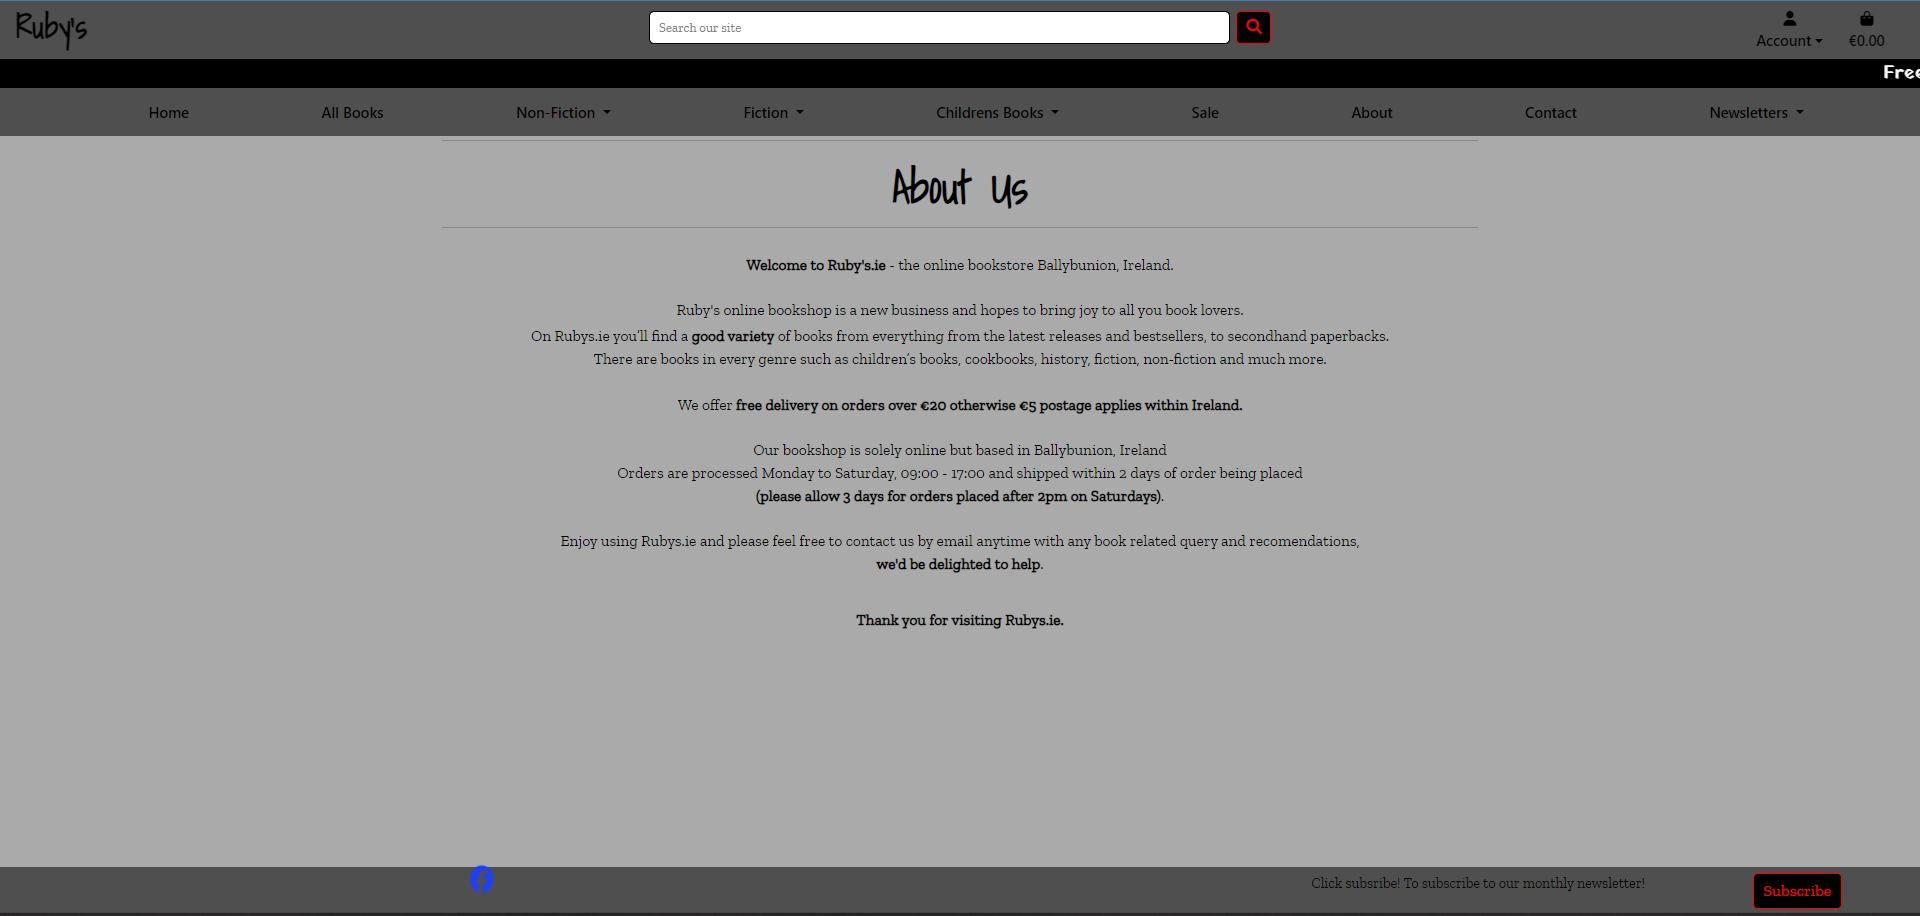 Ruby's
Search our site
Account
€0.00
Free
Home
All Books
Non-Fiction
Fiction
Childrens Books
Sale
About
Contact
Newsletters
About Us
Welcome to Ruby's.ie - the online bookstore Ballybunion, Ireland.
Ruby's online bookshop is a new business and hopes to bring joy to all you book lovers.
On Rubys.ie you'll find a good variety of books from everything from the latest releases and bestsellers, to secondhand paperbacks.
There are books in every genre such as children's books, cookbooks, history, fiction, non-fiction and much more.
We offer free delivery on orders over €20 otherwise €5 postage applies within Ireland.
Our bookshop is solely online but based in Ballybunion, Ireland
Orders are processed Monday to Saturday, 09:00 - 17:00 and shipped within 2 days of order being placed
(please allow 3 days for orders placed after 2pm on Saturdays).
Enjoy using Rubys.ie and please feel free to contact us by email anytime with any book related query and recomendations,
we'd be delighted to help.
Thank you for visiting Rubys.ie.
Click subsribe! To subscribe to our monthly newsletter!
Subscribe